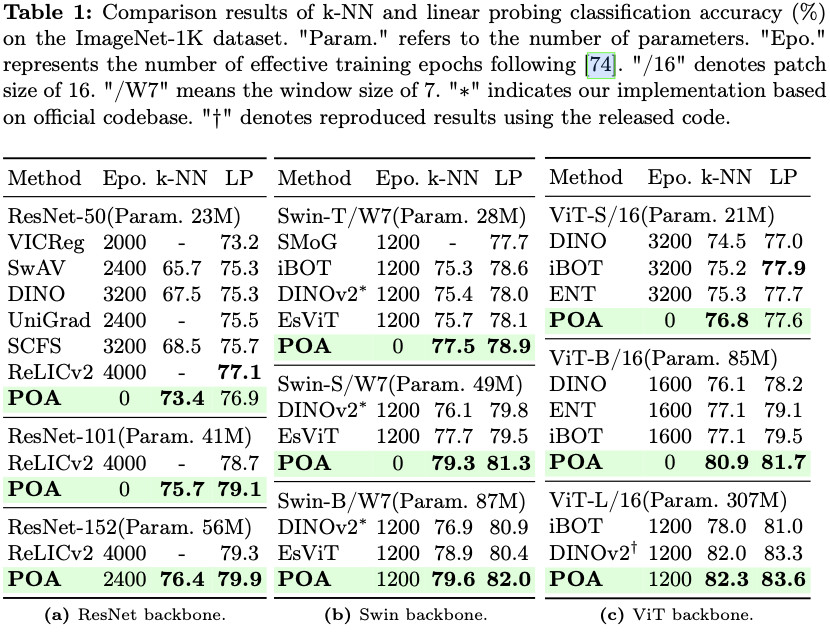 Table 1: Comparison results of k-NN and linear probing classification accuracy (%)
on the ImageNet-1K dataset. "Param." refers to the number of parameters. "Epo."
represents the number of effective training epochs following [74]. "/16" denotes patch
size of 16. "/W7" means the window size of 7. "∗" indicates our implementation based
on official codebase. "†" denotes reproduced results using the released code.
Method Epo. k-NN LP
ResNet-50(Param. 23M)
VICReg 2000 - 73.2
SwAV 2400 65.7 75.3
DINO 3200 67.5 75.3
UniGrad 2400 - 75.5
SCFS 3200 68.5 75.7
ReLICv2 4000 - 77.1
POA 0 73.4 76.9
ResNet-101(Param. 41M)
ReLICv2 4000 - 78.7
POA 0 75.7 79.1
ResNet-152(Param. 56M)
ReLICv2 4000 - 79.3
POA 2400 76.4 79.9
(a) ResNet backbone.
Method Epo. k-NN LP
Swin-T/W7(Param. 28M)
SMoG 1200 - 77.7
iBOT 1200 75.3 78.6
DINOv2* 1200 75.4 78.0
EsViT 1200 75.7 78.1
POA 0 77.5 78.9
Swin-S/W7(Param. 49M)
DINOv2* 1200 76.1 79.8
EsViT 1200 77.7 79.5
POA 0 79.3 81.3
Swin-B/W7(Param. 87M)
DINOv2* 1200 76.9 80.9
EsViT 1200 78.9 80.4
POA 1200 79.6 82.0
(b) Swin backbone.
Method Epo. k-NN LP
ViT-S/16(Param. 21M)
DINO 3200 74.5 77.0
iBOT 3200 75.2 77.9
ENT 3200 75.3 77.7
POA 0 76.8 77.6
ViT-B/16(Param. 85M)
DINO 1600 76.1 78.2
ENT 1600 77.1 79.1
iBOT 1600 77.1 79.5
POA 0 80.9 81.7
ViT-L/16(Param. 307M)
iBOT 1200 78.0 81.0
DINOv2† 1200 82.0 83.3
POA 1200 82.3 83.6
(c) ViT backbone.